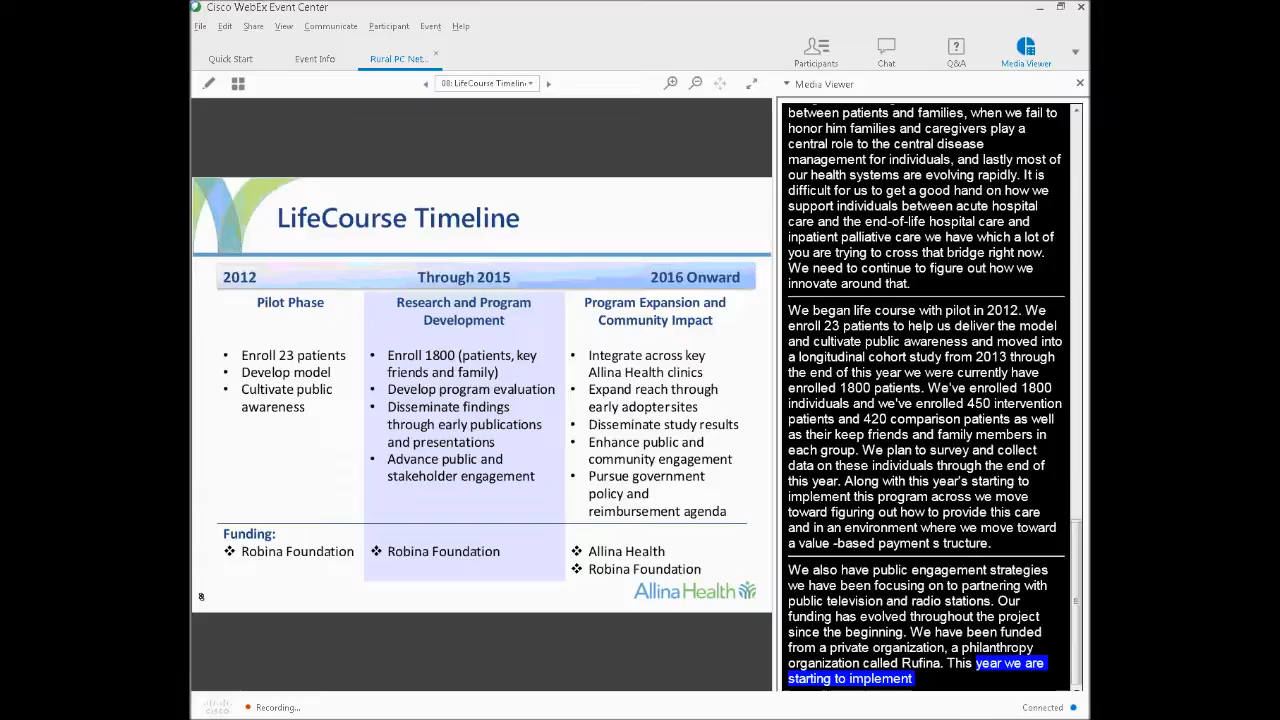 Cisco WebEx Event Center
File Edit Share View Communicate Participant Event Help
Quick Start Event Info Rural PC Net...
Participants Chat Q&A Media Viewer
08: LifeCourse Timelin
Media Viewer
LifeCourse Timeline
2012 Through 2015 2016 Onward
Pilot Phase
• Enroll 23 patients
• Develop model
• Cultivate public
awareness
Research and Program
Development
• Enroll 1800 (patients, key
friends and family)
• Develop program evaluation
• Disseminate findings
through early publications
and presentations
• Advance public and
stakeholder engagement
Program Expansion and
Community Impact
• Integrate across key
Allina Health clinics
• Expand reach through
early adopter sites
• Disseminate study results
• Enhance public and
community engagement
• Pursue government
policy and
reimbursement agenda
Funding:
❖ Robina Foundation
❖ Robina Foundation
❖ Allina Health
❖ Robina Foundation
AllinaHealth
8
between patients and families, when we fail to
honor him families and caregivers play a
central role to the central disease
management for individuals, and lastly most of
our health systems are evolving rapidly. It is
difficult for us to get a good hand on how we
support individuals between acute hospital
care and the end-of-life hospital care and
inpatient palliative care we have which a lot of
you are trying to cross that bridge right now.
We need to continue to figure out how we
innovate around that.
We began life course with pilot in 2012. We
enroll 23 patients to help us deliver the model
and cultivate public awareness and moved into
a longitudinal cohort study from 2013 through
the end of this year we were currently have
enrolled 1800 patients. We've enrolled 1800
individuals and we've enrolled 450 intervention
patients and 420 comparison patients as well
as their keep friends and family members in
each group. We plan to survey and collect
data on these individuals through the end of
this year. Along with this year's starting to
implement this program across we move
toward figuring out how to provide this care
and in an environment where we move toward
a value -based payment s tructure.
We also have public engagement strategies
we have been focusing on to partnering with
public television and radio stations. Our
funding has evolved throughout the project
since the beginning. We have been funded
from a private organization, a philanthropy
organization called Rufina. This year we are
starting to implement
cisco Recording... Connected